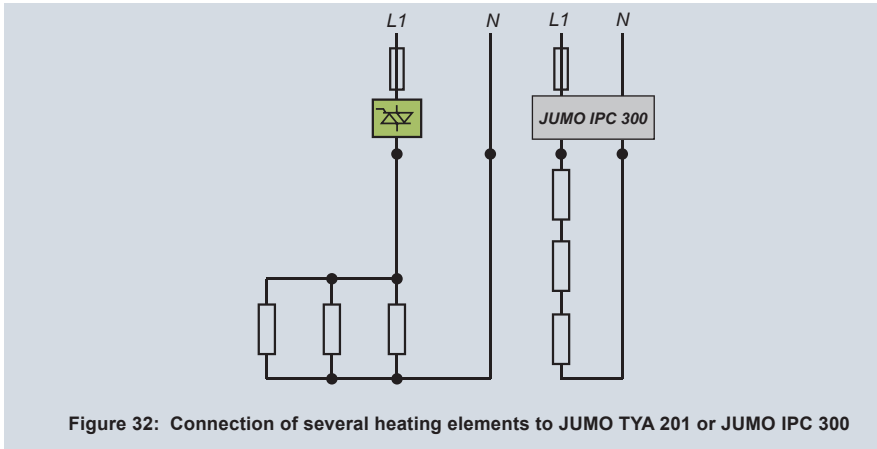 L1 N L1 N
JUMO IPC 300
Figure 32: Connection of several heating elements to JUMO TYA 201 or JUMO IPC 300